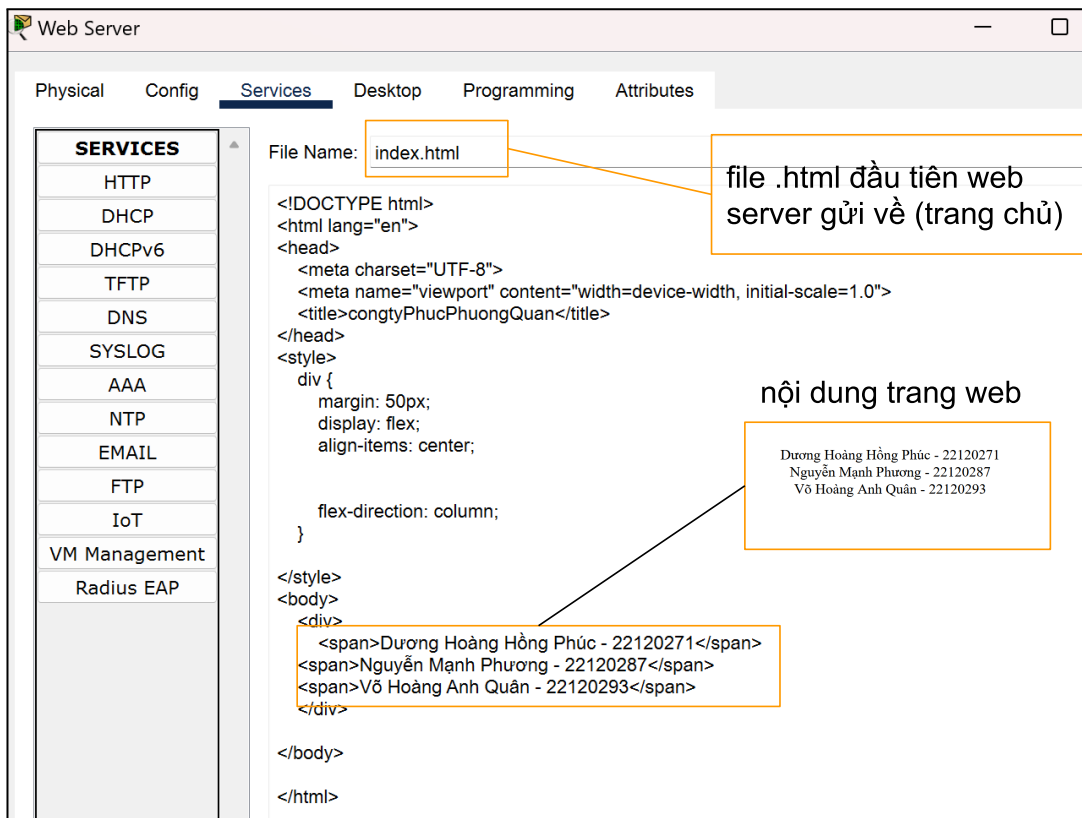 Web Server
Physical Config Services Desktop Programming Attributes
SERVICES
HTTP
DHCP
DHCPv6
TFTP
DNS
SYSLOG
AAA
NTP
EMAIL
FTP
IoT
VM Management
Radius EAP
File Name: index.html
file .html đầu tiên web
server gửi về (trang chủ)
<!DOCTYPE html>
<html lang="en">
<head>
<meta charset="UTF-8">
<meta name="viewport" content="width=device-width, initial-scale=1.0">
<title>congtyPhucPhuongQuan</title>
</head>
<style>
div {
margin: 50px;
display: flex;
align-items: center;
flex-direction: column;
}
</style>
<body>
<div>
<span>Dương Hoàng Hồng Phúc - 22120271</span>
<span>Nguyễn Mạnh Phương - 22120287</span>
<span>Võ Hoàng Anh Quân - 22120293</span>
</div>
</body>
</html>
nội dung trang web
Dương Hoàng Hồng Phúc - 22120271
Nguyễn Mạnh Phương - 22120287
Võ Hoàng Anh Quân - 22120293